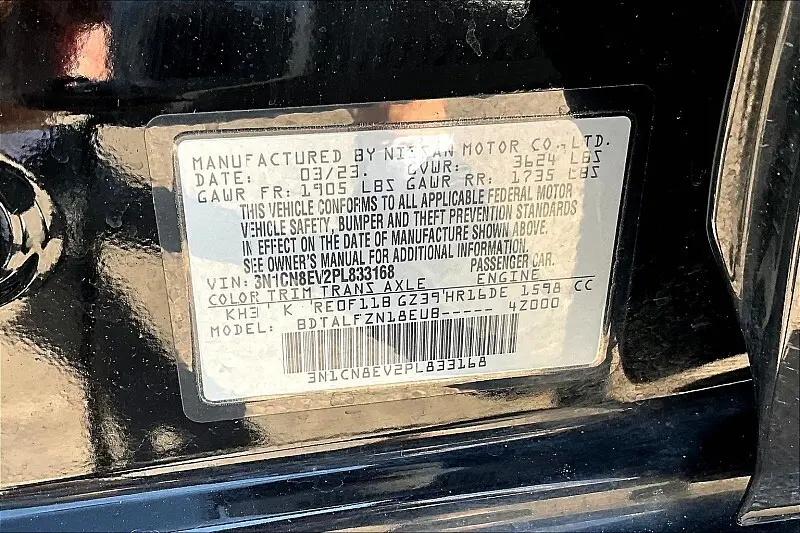 MANUFACTURED BY NISSAN MOTOR CO., LTD.
DATE: 03/23. GVWR: 3624 LBS
GAWR FR: 1905 LBS GAWR RR: 1735 LBS
THIS VEHICLE CONFORMS TO ALL APPLICABLE FEDERAL MOTOR
VEHICLE SAFETY, BUMPER AND THEFT PREVENTION STANDARDS
IN EFFECT ON THE DATE OF MANUFACTURE SHOWN ABOVE.
SEE OWNER'S MANUAL FOR ADDITIONAL INFORMATION.
VIN: 3N1CN8EV2PL833168 PASSENGER CAR.
COLOR TRIM TRANS AXLE ENGINE
KH3 K RE0F11B GZ39 HR16DE 1598 CC
MODEL: BDTALFZN18EUB----- 4Z000
3N1CN8EV2PL833168